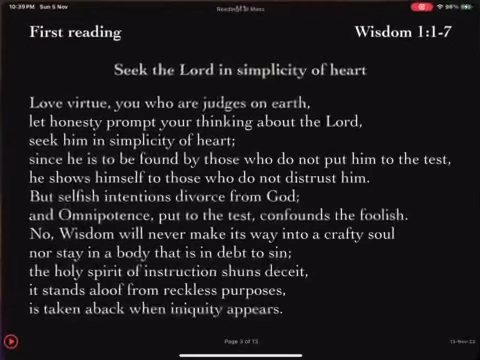 10:39 PM Sun 5 Nov
98%
First reading
Wisdom 1:1-7
Seek the Lord in simplicity of heart
Love virtue, you who are judges on earth,
let honesty prompt your thinking about the Lord,
seek him in simplicity of heart;
since he is to be found by those who do not put him to the test,
he shows himself to those who do not distrust him.
But selfish intentions divorce from God;
and Omnipotence, put to the test, confounds the foolish.
No, Wisdom will never make its way into a crafty soul
nor stay in a body that is in debt to sin;
the holy spirit of instruction shuns deceit,
it stands aloof from reckless purposes,
is taken aback when iniquity appears.
Page 3 of 13
13-Nov-23